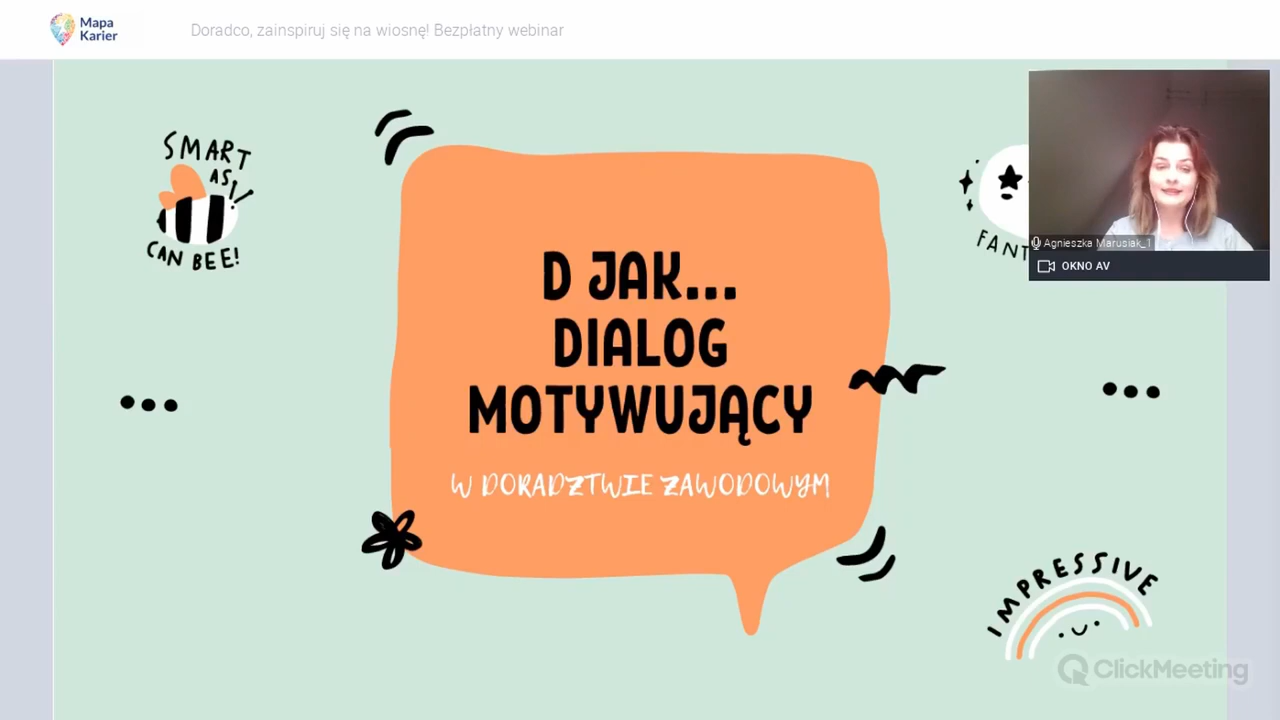 Mapa
Karier
Doradco, zainspiruj się na wiosnę! Bezpłatny webinar
SMART
AS
CAN BEE!
FANT
Agnieszka Marusiak_1
OKNO AV
D JAK...
DIALOG
MOTYWUJĄCY
W DORADZTWIE ZAWODOWYM
IMPRESSIVE
ClickMeeting